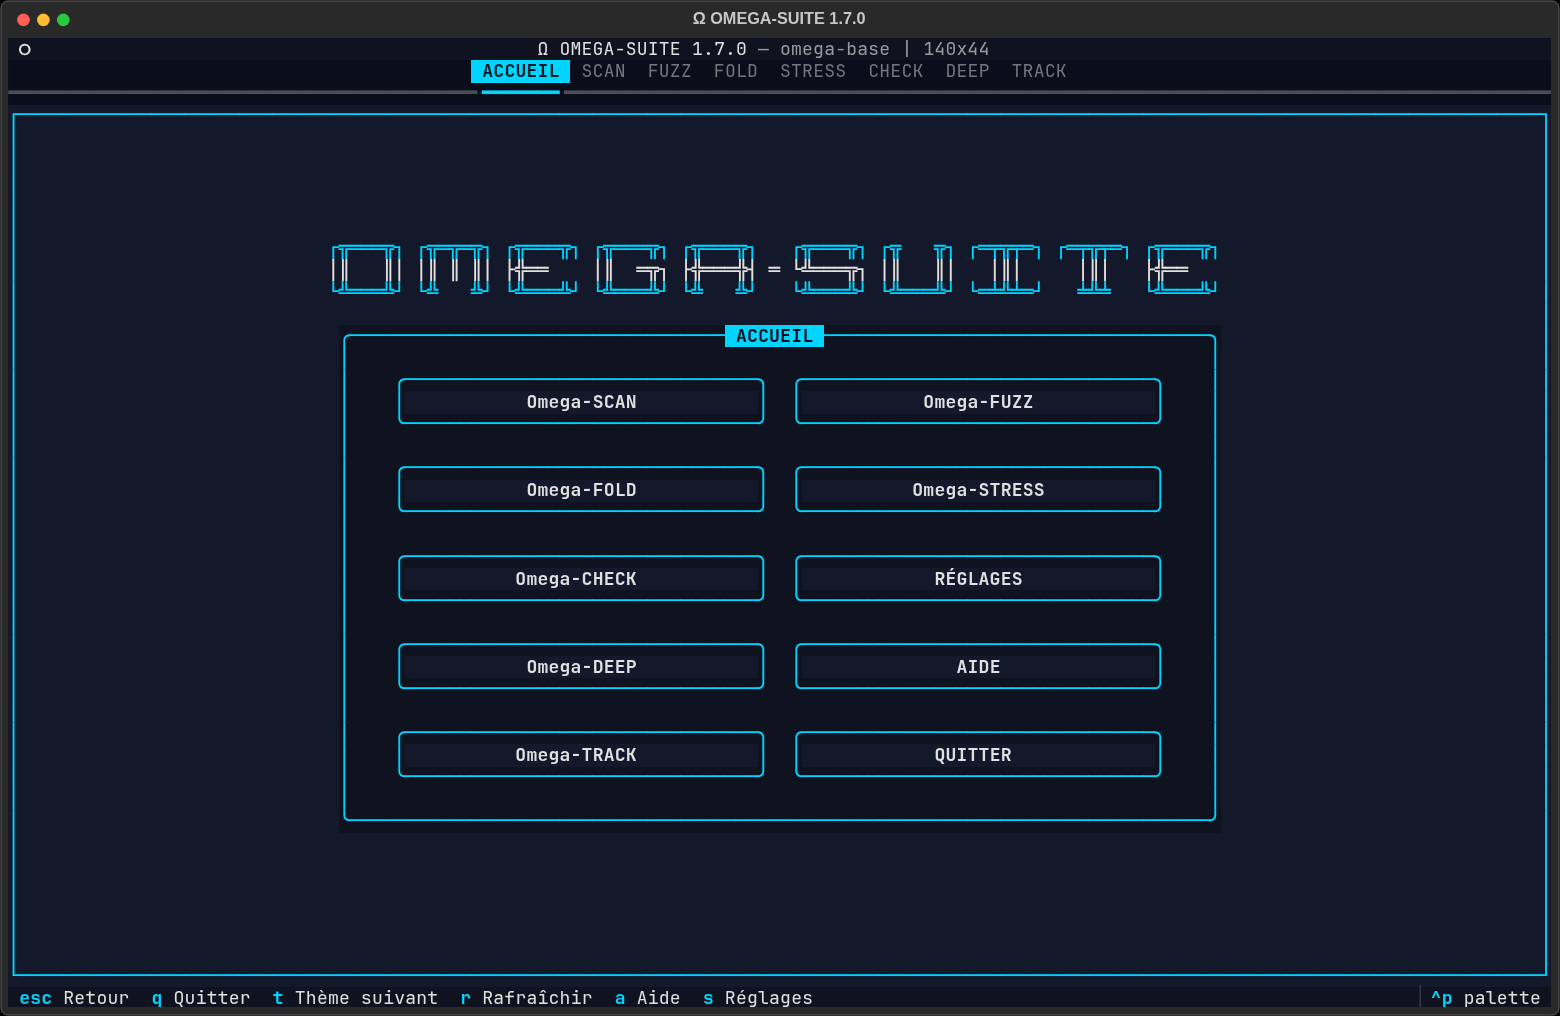 Ω OMEGA-SUITE 1.7.0
Ω OMEGA-SUITE 1.7.0 — omega-base | 140x44
ACCUEIL SCAN FUZZ FOLD STRESS CHECK DEEP TRACK
OMEGA-SUITE
ACCUEIL
Omega-SCAN Omega-FUZZ
Omega-FOLD Omega-STRESS
Omega-CHECK RÉGLAGES
Omega-DEEP AIDE
Omega-TRACK QUITTER
esc Retour q Quitter t Thème suivant r Rafraîchir a Aide s Réglages ^p palette